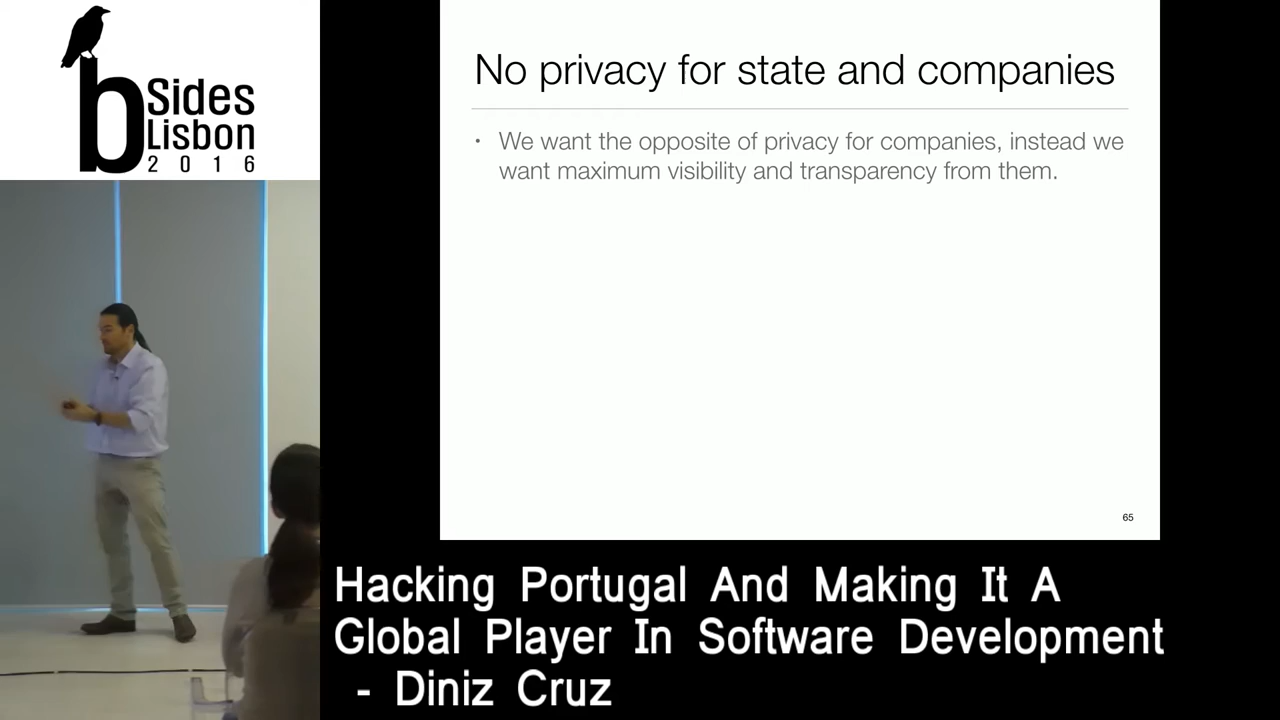 b Sides
Lisbon
2016
No privacy for state and companies
• We want the opposite of privacy for companies, instead we
want maximum visibility and transparency from them.
65
Hacking Portugal And Making It A
Global Player In Software Development
- Diniz Cruz